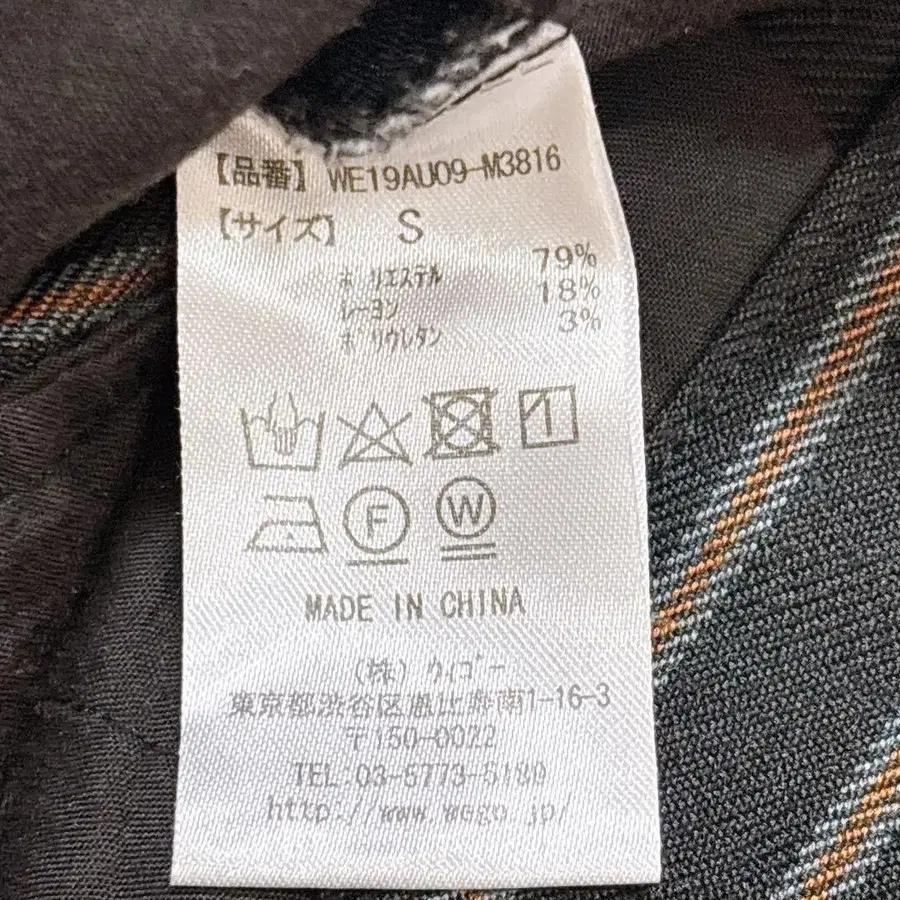 【品番】 WE19AU09-M3816
【サイズ】 S
ポリエステル 79%
レーヨン 18%
ポリウレタン 3%
F W
MADE IN CHINA
(株) ウィゴー
東京都渋谷区恵比寿南1-16-3
〒150-0022
TEL:03-5773-5180
http://www.wego.jp/